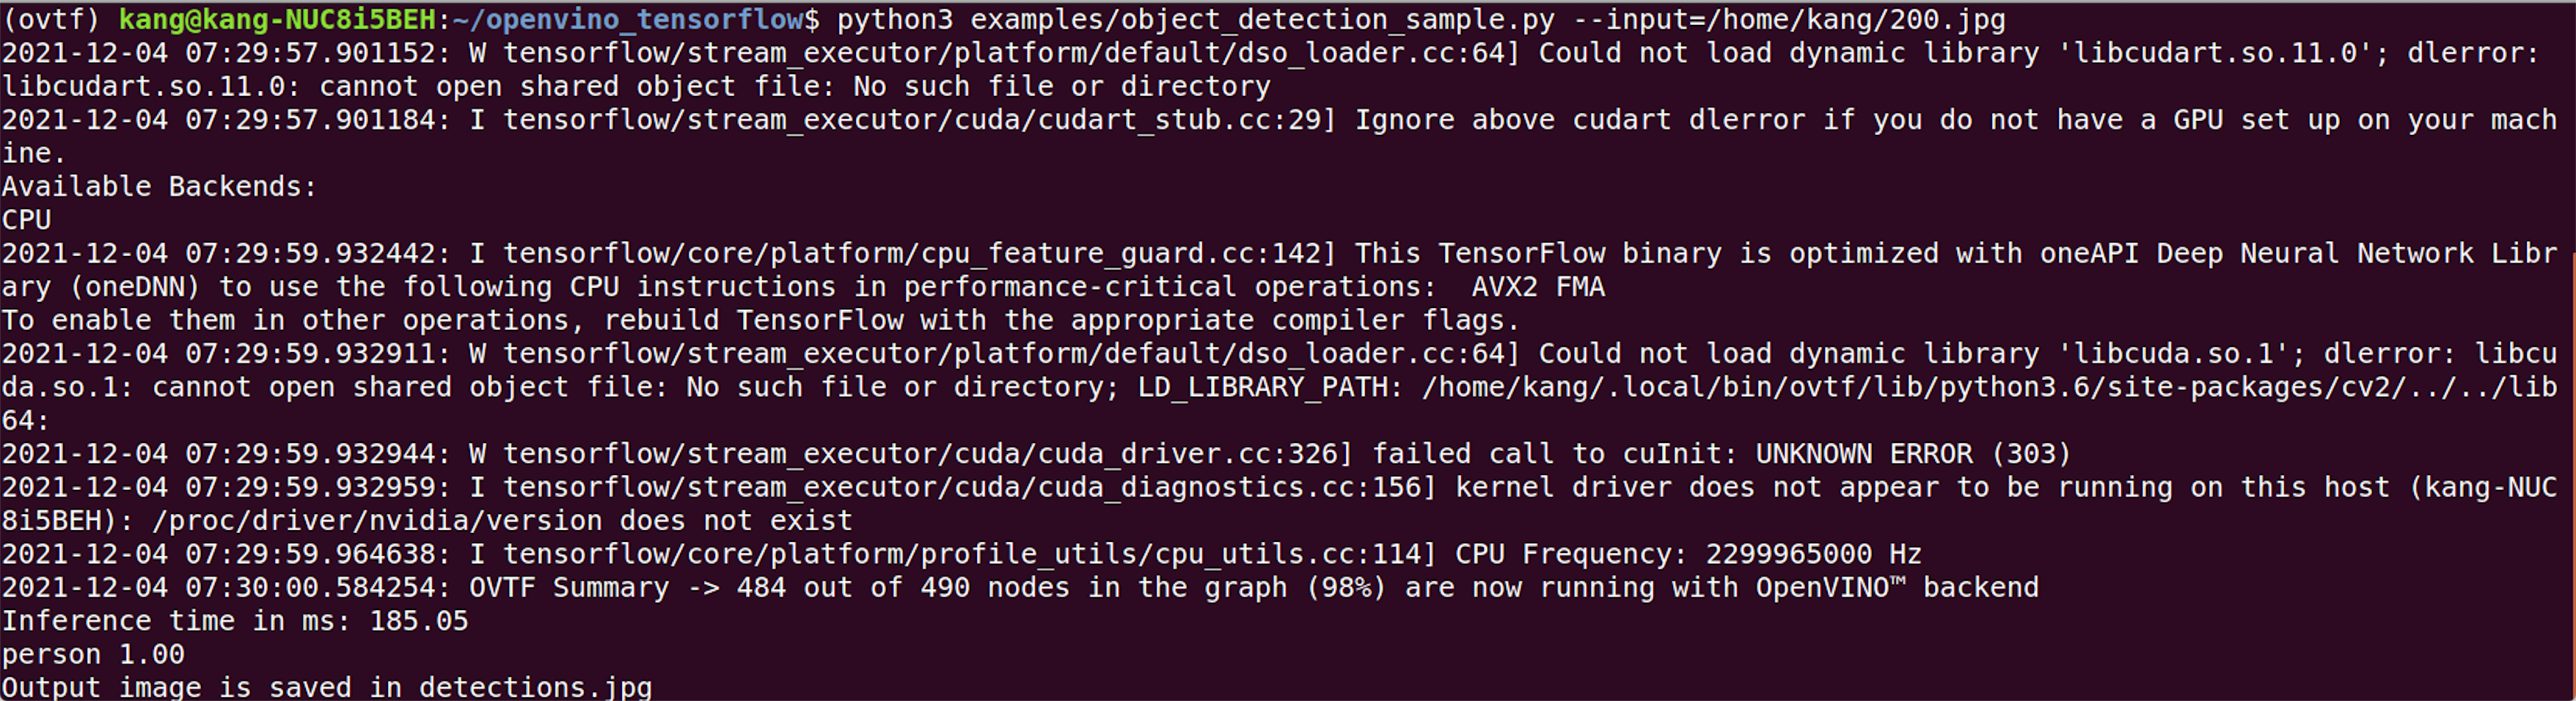 (ovtf) kang@kang-NUC8i5BEH:~/openvino_tensorflow$ python3 examples/object_detection_sample.py --input=/home/kang/200.jpg
2021-12-04 07:29:57.901152: W tensorflow/stream_executor/platform/default/dso_loader.cc:64] Could not load dynamic library 'libcudart.so.11.0'; dlerror:
libcudart.so.11.0: cannot open shared object file: No such file or directory
2021-12-04 07:29:57.901184: I tensorflow/stream_executor/cuda/cudart_stub.cc:29] Ignore above cudart dlerror if you do not have a GPU set up on your mach
ine.
Available Backends:
CPU
2021-12-04 07:29:59.932442: I tensorflow/core/platform/cpu_feature_guard.cc:142] This TensorFlow binary is optimized with oneAPI Deep Neural Network Libr
ary (oneDNN) to use the following CPU instructions in performance-critical operations:  AVX2 FMA
To enable them in other operations, rebuild TensorFlow with the appropriate compiler flags.
2021-12-04 07:29:59.932911: W tensorflow/stream_executor/platform/default/dso_loader.cc:64] Could not load dynamic library 'libcuda.so.1'; dlerror: libcu
da.so.1: cannot open shared object file: No such file or directory; LD_LIBRARY_PATH: /home/kang/.local/bin/ovtf/lib/python3.6/site-packages/cv2/../../lib
64:
2021-12-04 07:29:59.932944: W tensorflow/stream_executor/cuda/cuda_driver.cc:326] failed call to cuInit: UNKNOWN ERROR (303)
2021-12-04 07:29:59.932959: I tensorflow/stream_executor/cuda/cuda_diagnostics.cc:156] kernel driver does not appear to be running on this host (kang-NUC
8i5BEH): /proc/driver/nvidia/version does not exist
2021-12-04 07:29:59.964638: I tensorflow/core/platform/profile_utils/cpu_utils.cc:114] CPU Frequency: 2299965000 Hz
2021-12-04 07:30:00.584254: OVTF Summary -> 484 out of 490 nodes in the graph (98%) are now running with OpenVINO™ backend
Inference time in ms: 185.05
person 1.00
Output image is saved in detections.jpg